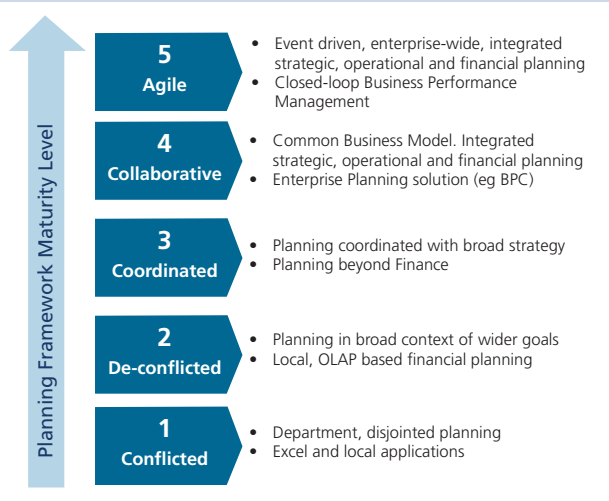 Planning Framework Maturity Level
5
Agile
• Event driven, enterprise-wide, integrated
strategic, operational and financial planning
• Closed-loop Business Performance
Management
4
Collaborative
• Common Business Model. Integrated
strategic, operational and financial planning
• Enterprise Planning solution (eg BPC)
3
Coordinated
• Planning coordinated with broad strategy
• Planning beyond Finance
2
De-conflicted
• Planning in broad context of wider goals
• Local, OLAP based financial planning
1
Conflicted
• Department, disjointed planning
• Excel and local applications